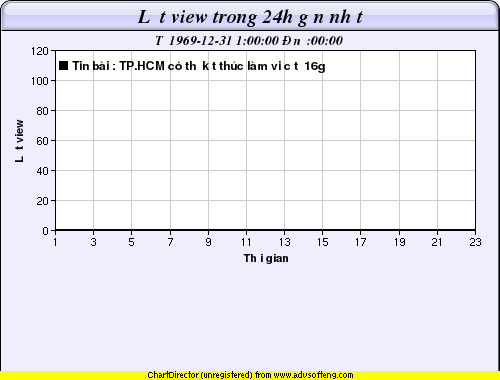 L t view trong 24h g n nh t
T 1969-12-31 1:00:00 Đn :00:00
120
Tin bài : TP.HCM có th k t thúc làm vi c t 16g
100
80
60
40
20
0
L t view
1 3 5 7 9 11 13 15 17 19 21 23
Th i gian
ChartDirector (unregistered) from www.advsofteng.com